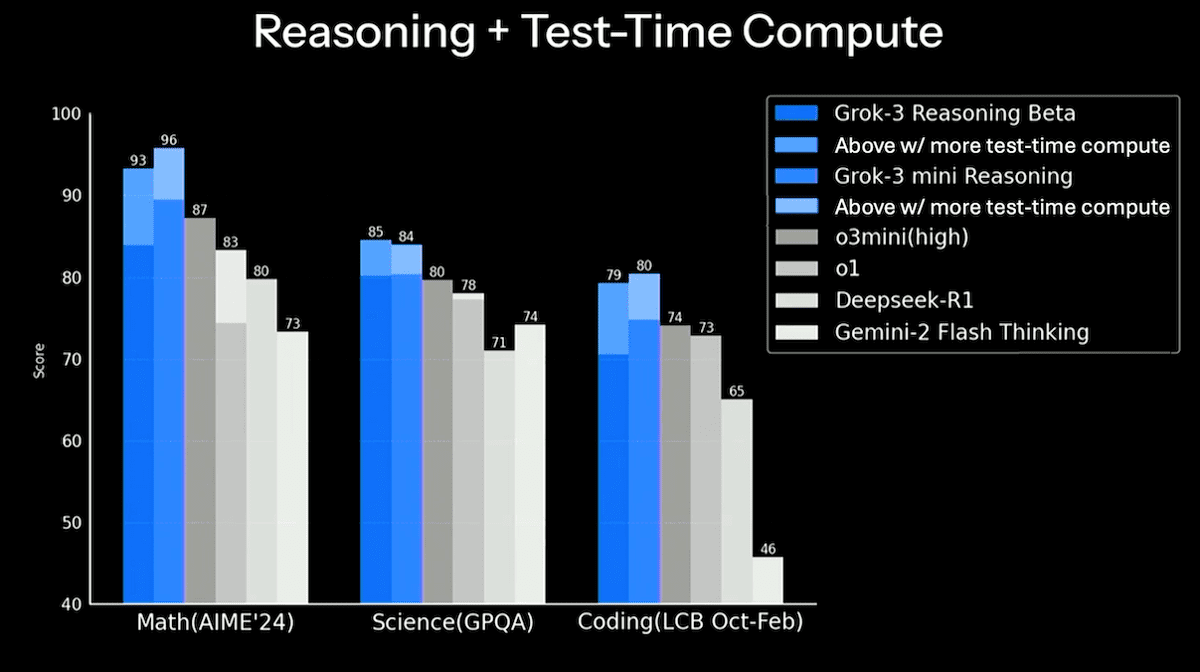 Reasoning + Test-Time Compute
Grok-3 Reasoning Beta
Above w/ more test-time compute
Grok-3 mini Reasoning
Above w/ more test-time compute
o3mini(high)
o1
Deepseek-R1
Gemini-2 Flash Thinking
Score
100
90
80
70
60
50
40
93
96
87
83
80
73
85
84
80
78
71
74
79
80
74
73
65
46
Math(AIME'24)
Science(GPQA)
Coding(LCB Oct-Feb)